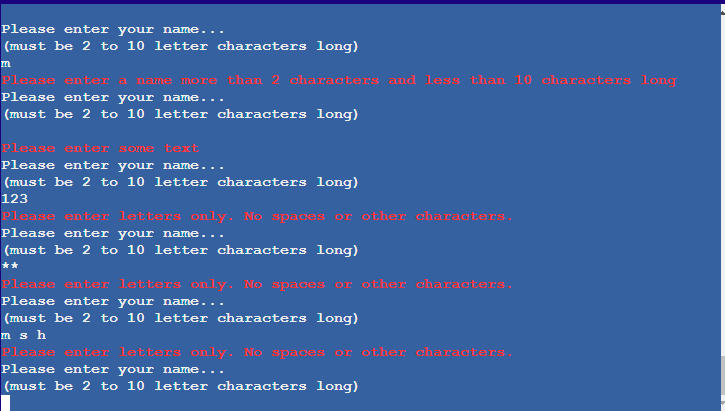 Please enter your name...
(must be 2 to 10 letter characters long)
m
Please enter a name more than 2 characters and less than 10 characters long
Please enter your name...
(must be 2 to 10 letter characters long)
Please enter some text
Please enter your name...
(must be 2 to 10 letter characters long)
123
Please enter letters only. No spaces or other characters.
Please enter your name...
(must be 2 to 10 letter characters long)
**
Please enter letters only. No spaces or other characters.
Please enter your name...
(must be 2 to 10 letter characters long)
m s h
Please enter letters only. No spaces or other characters.
Please enter your name...
(must be 2 to 10 letter characters long)